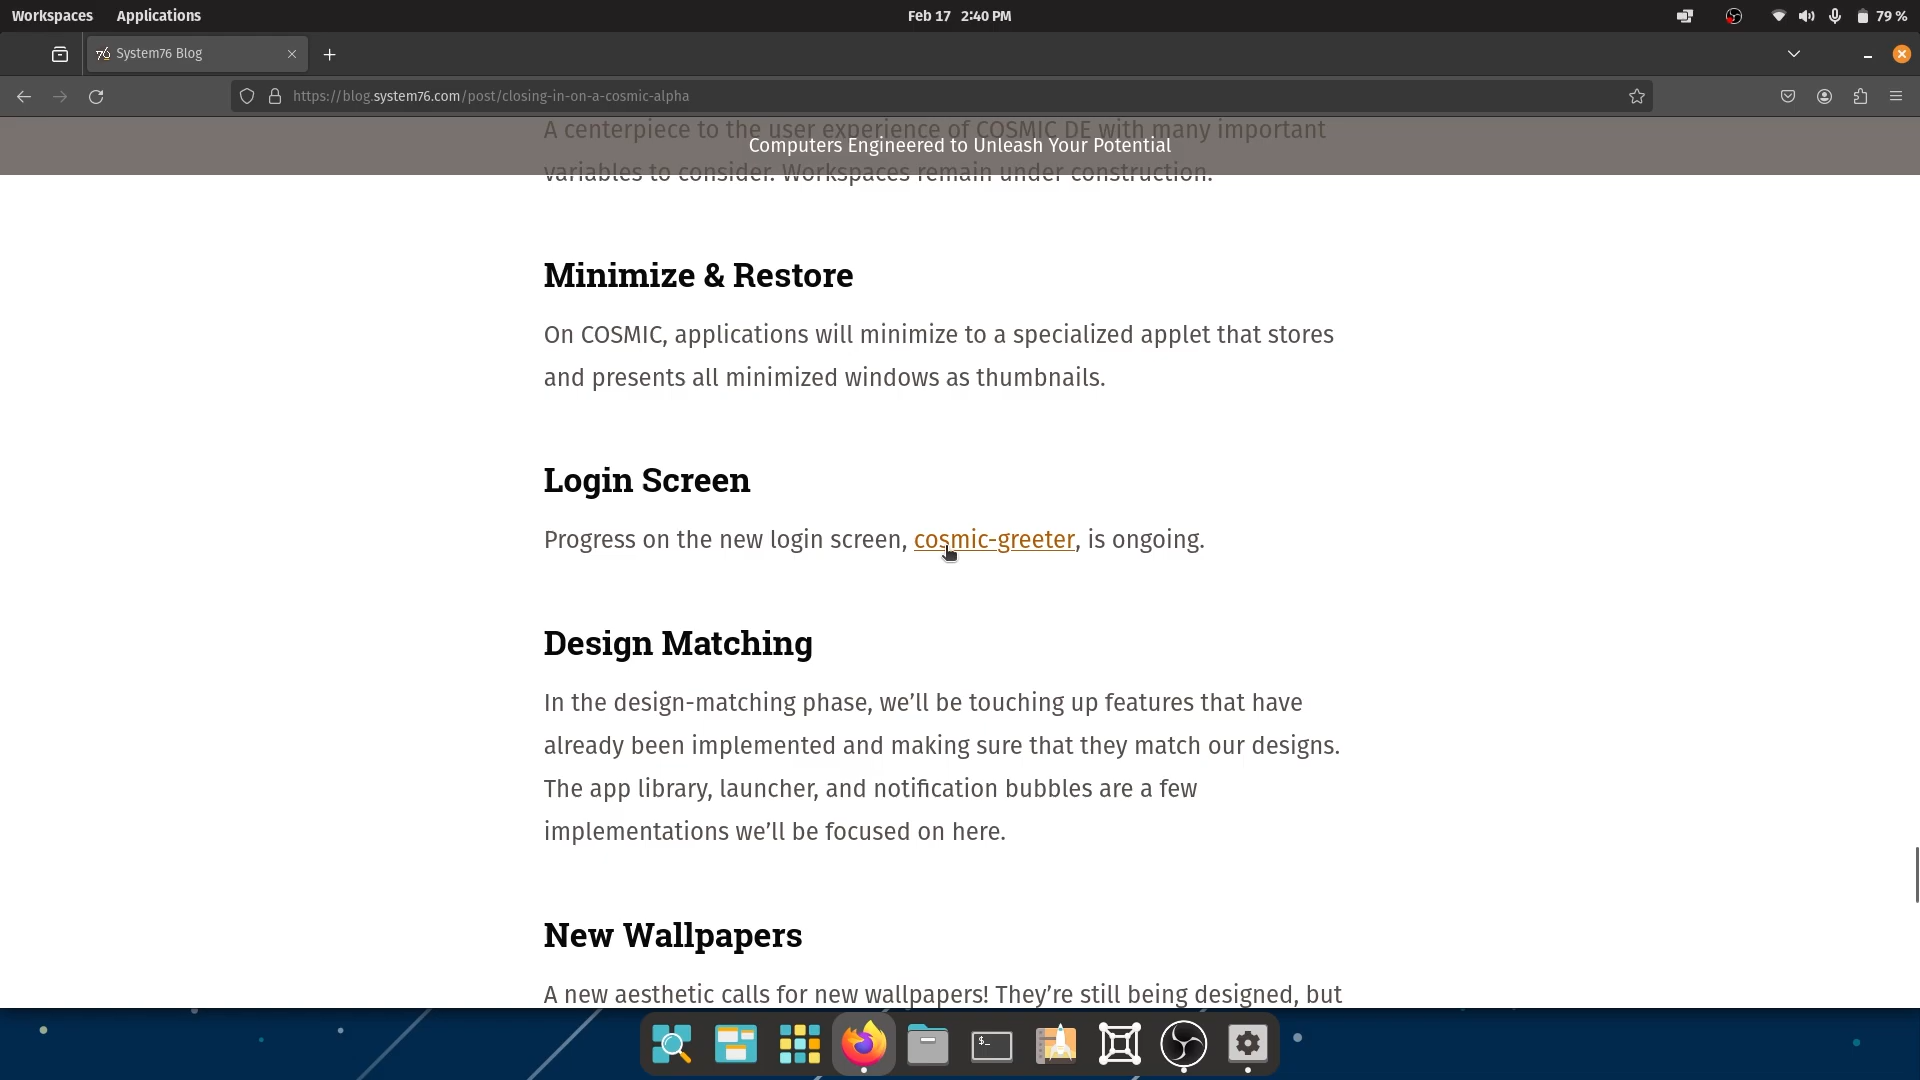 Workspaces Applications Feb 17 2:40 PM 79 %
System76 Blog
https://blog.system76.com/post/closing-in-on-a-cosmic-alpha
A centerpiece to the user experience of COSMIC DE with many important
Computers Engineered to Unleash Your Potential
variables to consider. Workspaces remain under construction.
Minimize & Restore
On COSMIC, applications will minimize to a specialized applet that stores
and presents all minimized windows as thumbnails.
Login Screen
Progress on the new login screen, cosmic-greeter, is ongoing.
Design Matching
In the design-matching phase, we’ll be touching up features that have
already been implemented and making sure that they match our designs.
The app library, launcher, and notification bubbles are a few
implementations we’ll be focused on here.
New Wallpapers
A new aesthetic calls for new wallpapers! They’re still being designed, but
$_